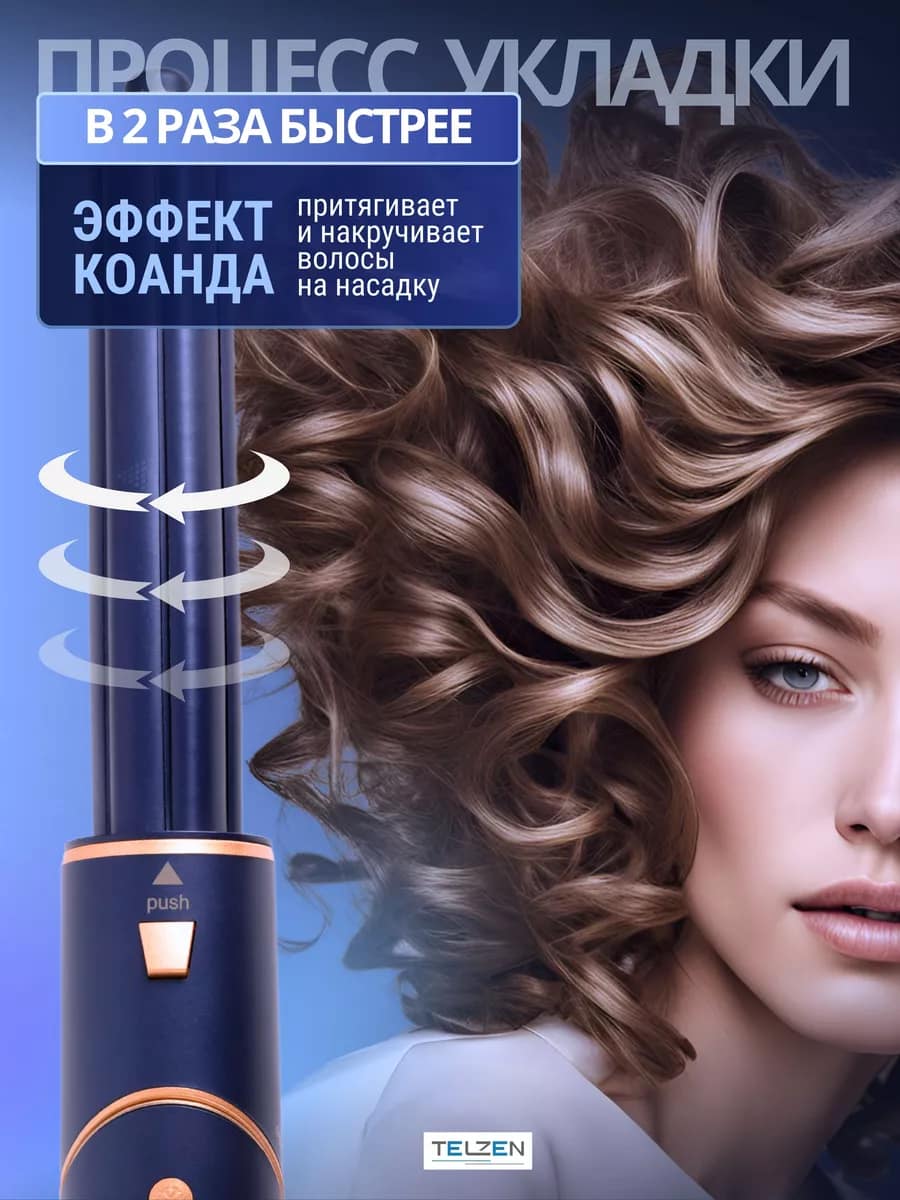 ПРОЦЕСС УКЛАДКИ
В 2 РАЗА БЫСТРЕЕ
ЭФФЕКТ
КОАНДА
притягивает
и накручивает
волосы
на насадку
push
TELZEN